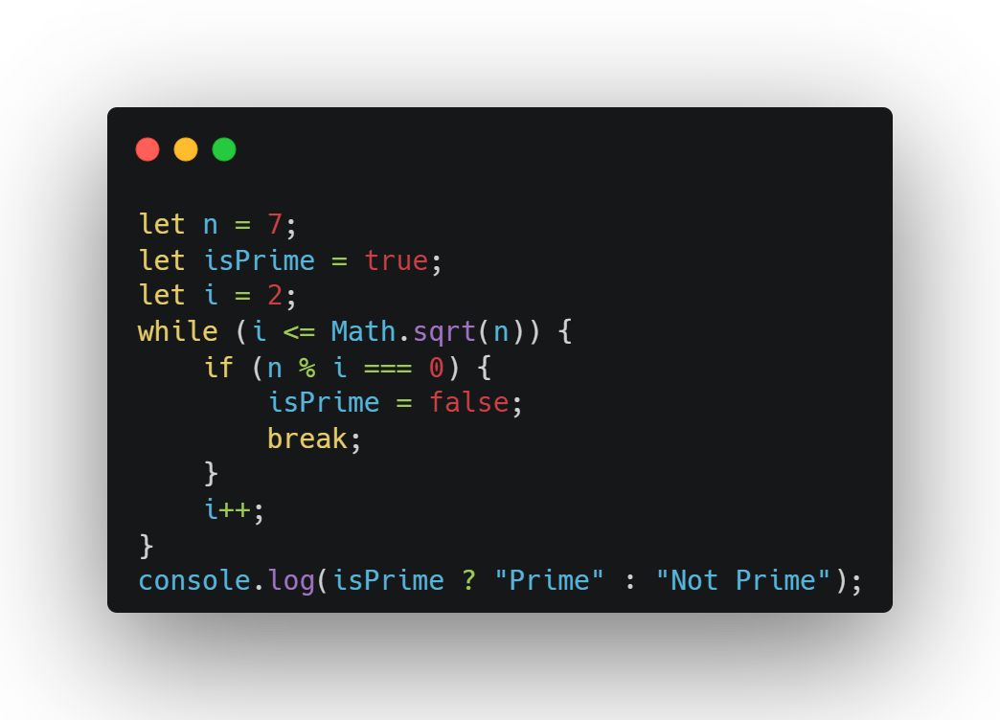 let n = 7;
let isPrime = true;
let i = 2;
while (i <= Math.sqrt(n)) {
    if (n % i === 0) {
        isPrime = false;
        break;
    }
    i++;
}
console.log(isPrime ? "Prime" : "Not Prime");